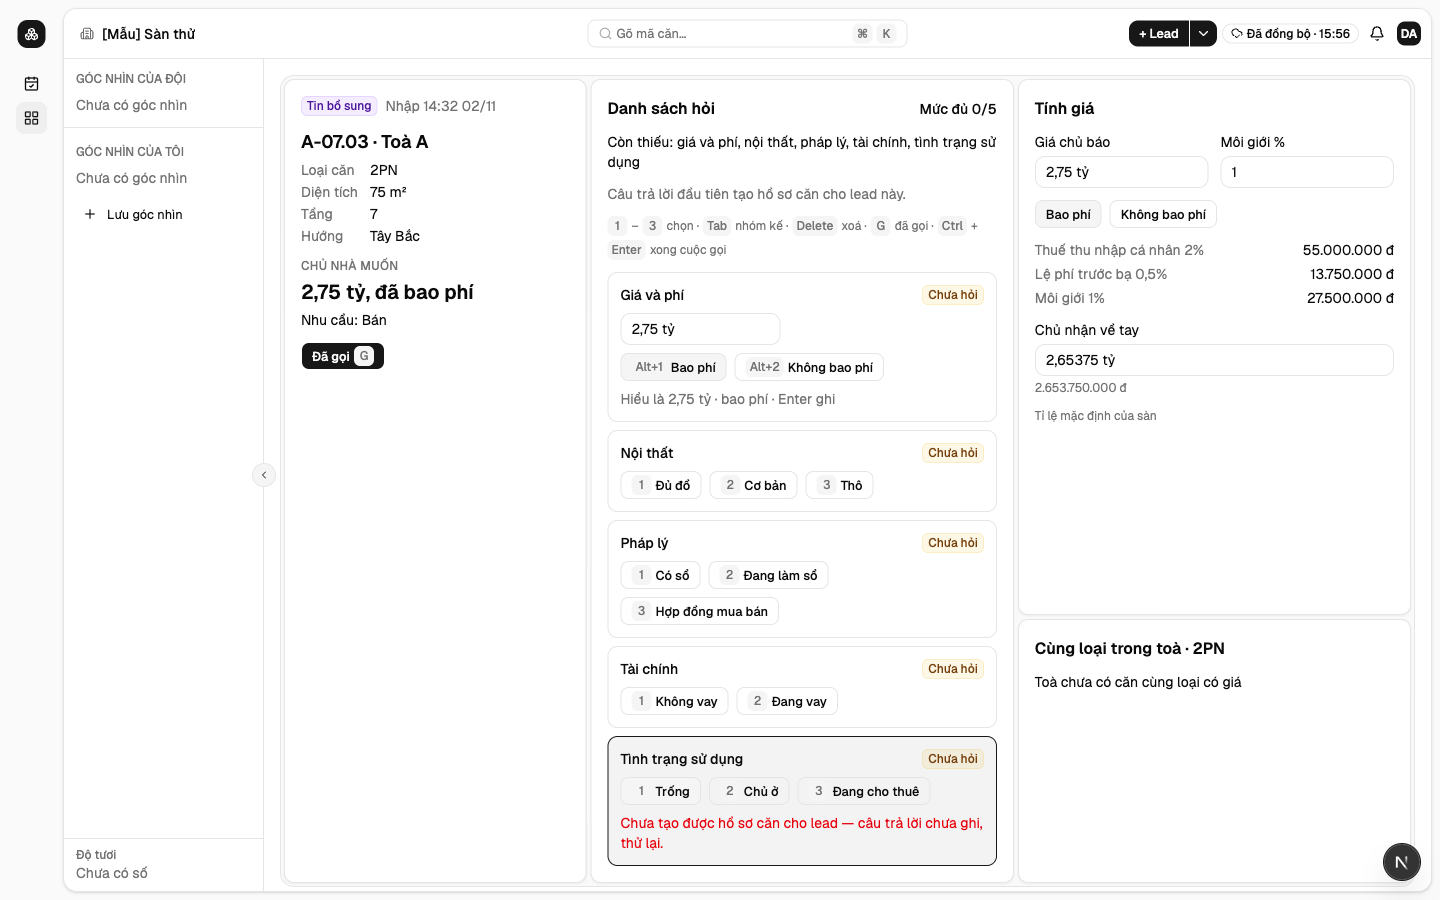 [Mẫu] Sàn thử
Gõ mã căn...
⌘ K
+ Lead
Đã đồng bộ · 15:56
DA
GÓC NHÌN CỦA ĐỘI
Chưa có góc nhìn
GÓC NHÌN CỦA TÔI
Chưa có góc nhìn
+ Lưu góc nhìn
Độ tươi
Chưa có số
Tin bổ sung Nhập 14:32 02/11
A-07.03 · Toà A
Loại căn 2PN
Diện tích 75 m²
Tầng 7
Hướng Tây Bắc
CHỦ NHÀ MUỐN
2,75 tỷ, đã bao phí
Nhu cầu: Bán
Đã gọi G
Danh sách hỏi Mức đủ 0/5
Còn thiếu: giá và phí, nội thất, pháp lý, tài chính, tình trạng sử
dụng
Câu trả lời đầu tiên tạo hồ sơ căn cho lead này.
1 – 3 chọn · Tab nhóm kế · Delete xoá · G đã gọi · Ctrl +
Enter xong cuộc gọi
Giá và phí Chưa hỏi
2,75 tỷ
Alt+1 Bao phí Alt+2 Không bao phí
Hiểu là 2,75 tỷ · bao phí · Enter ghi
Nội thất Chưa hỏi
1 Đủ đồ 2 Cơ bản 3 Thô
Pháp lý Chưa hỏi
1 Có sổ 2 Đang làm sổ
3 Hợp đồng mua bán
Tài chính Chưa hỏi
1 Không vay 2 Đang vay
Tình trạng sử dụng Chưa hỏi
1 Trống 2 Chủ ở 3 Đang cho thuê
Chưa tạo được hồ sơ căn cho lead — câu trả lời chưa ghi,
thử lại.
Tính giá
Giá chủ báo Môi giới %
2,75 tỷ 1
Bao phí Không bao phí
Thuế thu nhập cá nhân 2% 55.000.000 đ
Lệ phí trước bạ 0,5% 13.750.000 đ
Môi giới 1% 27.500.000 đ
Chủ nhận về tay
2,65375 tỷ
2.653.750.000 đ
Tỉ lệ mặc định của sàn
Cùng loại trong toà · 2PN
Toà chưa có căn cùng loại có giá
N